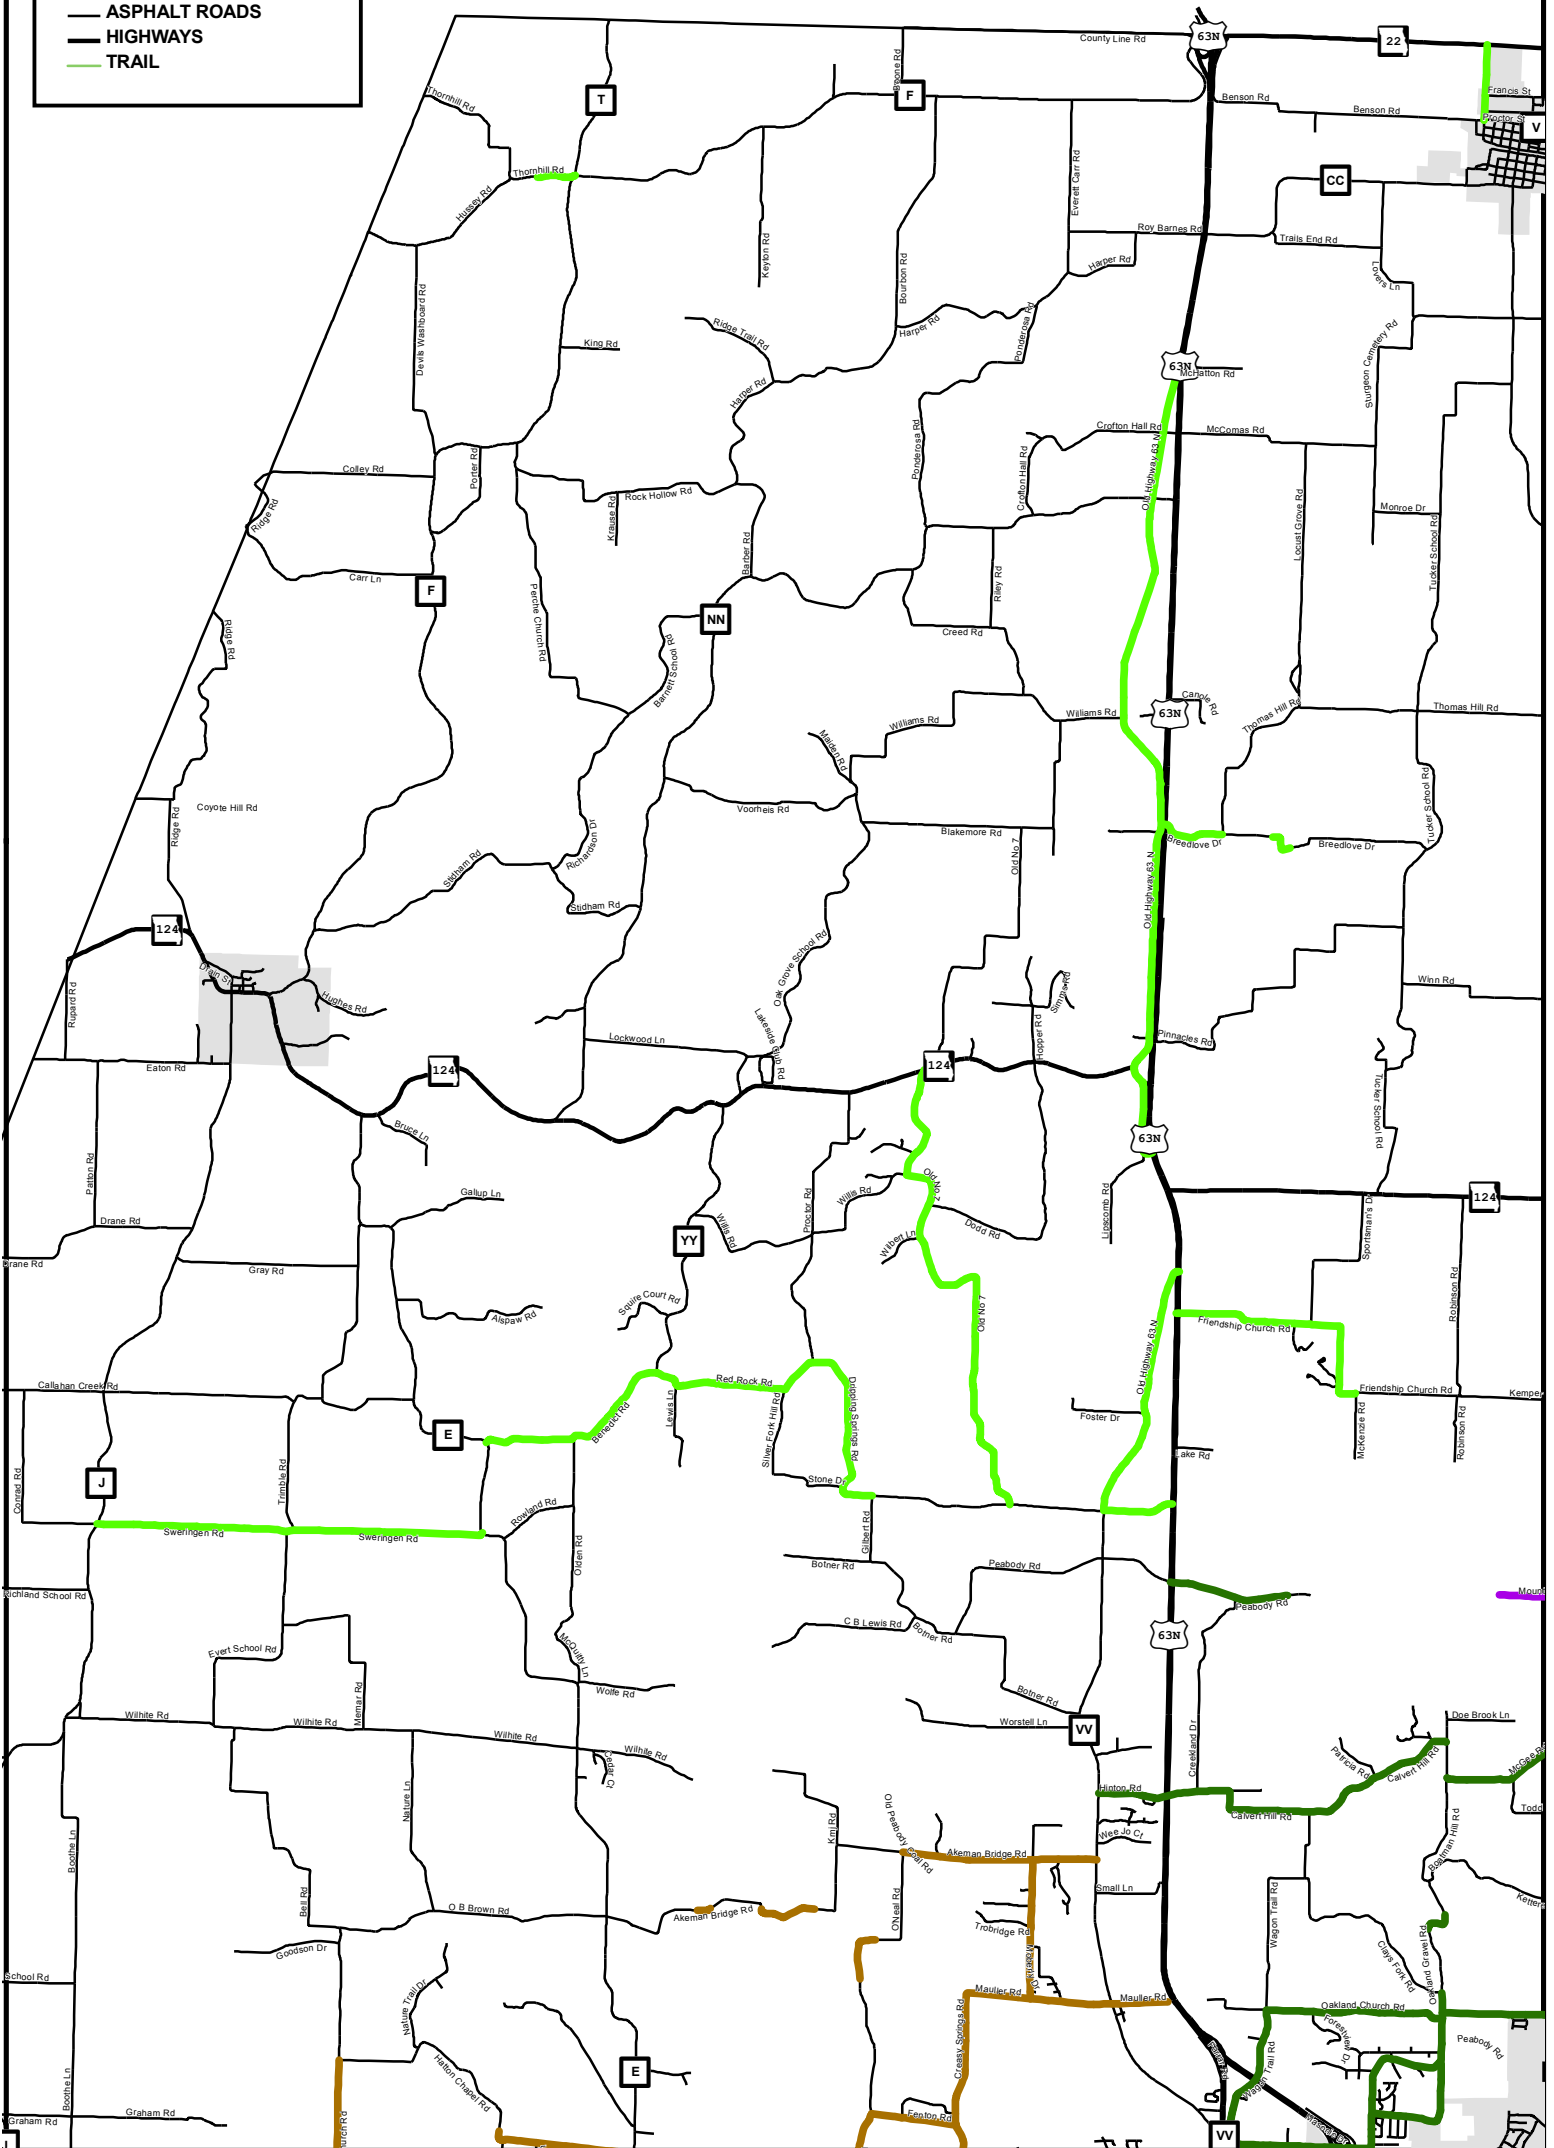 ASPHALT ROADS
HIGHWAYS
TRAIL
63N
County Line Rd
22
Boone Rd
Thornhill Rd
T
F
Benson Rd
Benson Rd
Francis St
Proctor St
V
Thornhill Rd
Hussey Rd
Everett Carr Rd
CC
Keyton Rd
Roy Barnes Rd
Trails End Rd
Harper Rd
Lovers Ln
Bourbon Rd
Devils Washboard Rd
Ridge Trail Rd
Harper Rd
Ponderosa Rd
King Rd
63N
McHatton Rd
Sturgeon Cemetery Rd
Harper Rd
Crofton Hall Rd
McComas Rd
Colley Rd
Porter Rd
Ponderosa Rd
Crofton Hall Rd
Old Highway 63 N
Ridge Rd
Krause Rd
Rock Hollow Rd
Locust Grove Rd
Monroe Dr
Tucker School Rd
Carr Ln
Barber Rd
F
Perche Church Rd
NN
Riley Rd
Creed Rd
Ridge Rd
Barnett School Rd
Williams Rd
Williams Rd
63N
Canole Rd
Thomas Hill Rd
Thomas Hill Rd
Maiden Rd
Coyote Hill Rd
Ridge Rd
Voorheis Rd
Blakemore Rd
Old No 7
Breedlove Dr
Breedlove Dr
Tucker School Rd
Stidham Rd
Richardson Dr
Stidham Rd
Old Highway 63 N
124
Drain St
Oak Grove School Rd
Rupard Rd
Hughes Rd
Simms Rd
Winn Rd
Lakeside Club Rd
Hopper Rd
Lockwood Ln
Pinnacles Rd
Eaton Rd
124
124
Tucker School Rd
Bruce Ln
63N
Patton Rd
Gallup Ln
Old No 7
Willis Rd
Proctor Rd
Lipscomb Rd
124
Sportsman's Dr
Drane Rd
Drane Rd
YY
Willis Rd
Wilbert Ln
Dodd Rd
Gray Rd
Squire Court Rd
Alspaw Rd
Old No 7
Old Highway 63 N
Friendship Church Rd
Robinson Rd
Callahan Creek Rd
Red Rock Rd
Dripping Springs Rd
Friendship Church Rd
Kemper
Benedict Rd
Lewis Ln
Silver Fork Hill Rd
Foster Dr
McKenzie Rd
Robinson Rd
E
Lake Rd
J
Conrad Rd
Trimble Rd
Stone Dr
Rowland Rd
Sweringen Rd
Sweringen Rd
Olden Rd
Gilbert Rd
Botner Rd
Peabody Rd
Richland School Rd
Peabody Rd
C B Lewis Rd
Botner Rd
63N
Evert School Rd
McQuitty Ln
Wolfe Rd
Memar Rd
Botner Rd
Wilhite Rd
Wilhite Rd
Wilhite Rd
Wilhite Rd
Worstell Ln
VV
Doe Brook Ln
Creekland Dr
Patricia Rd
Calvert Hill Rd
McGee Rd
Cedar Ct
Nature Ln
Hinton Rd
Calvert Hill Rd
Todd
Boothe Ln
Kml Rd
Old Peabody Coal Rd
Akeman Bridge Rd
Wee Jo Ct
Boatman Hill Rd
Bell Rd
O B Brown Rd
Akeman Bridge Rd
ONeal Rd
Small Ln
Wagon Trail Rd
Trobridge Rd
Goodson Dr
Clays Fork Rd
Oakland Gravel Rd
School Rd
Nature Trail Dr
Mauller Rd
Mauller Rd
Oakland Church Rd
Creasy Springs Rd
Forestview Dr
Peabody Rd
Hatton Chapel Rd
E
Wagon Trail Rd
Boothe Ln
Graham Rd
Graham Rd
Fenton Rd
VV